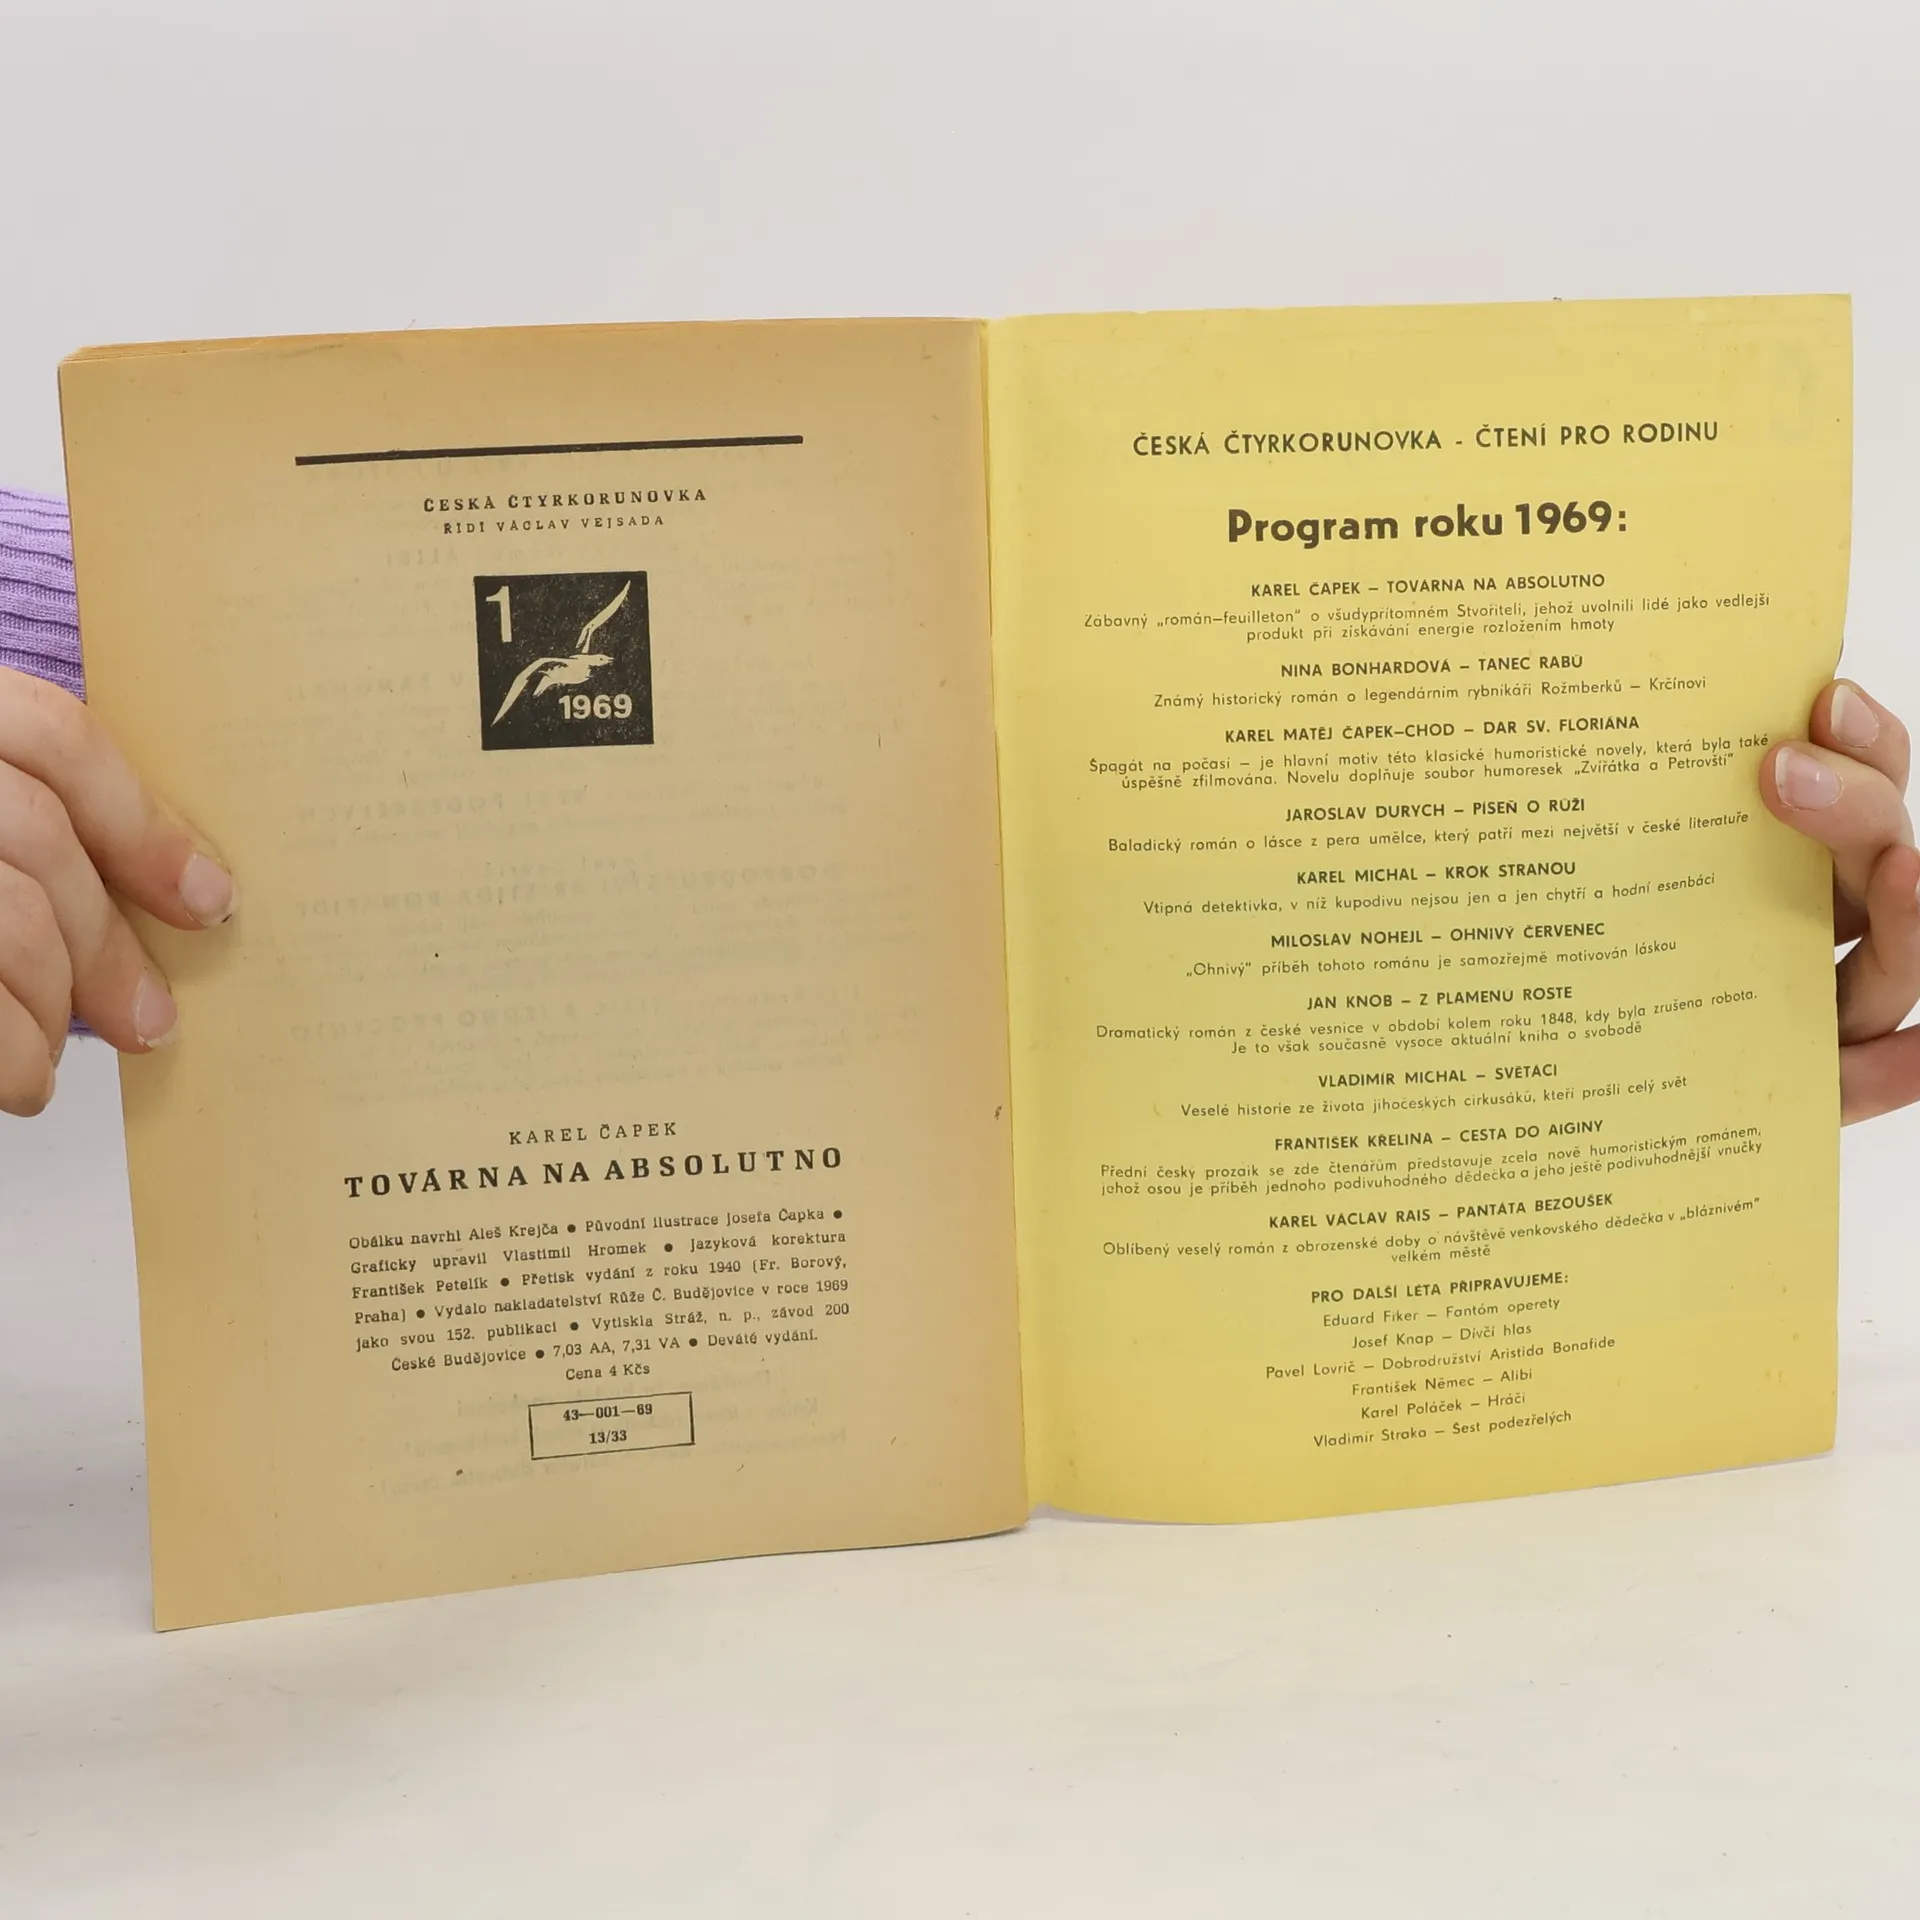 ČESKÁ ČTYRKORUNOVKA
ŘÍDÍ VÁCLAV VEJSADA
1
1969
KAREL ČAPEK
TOVÁRNA NA ABSOLUTNO
Obálku navrhl Aleš Krejča ● Původní ilustrace Josefa Čapka ●
Graficky upravil Vlastimil Hromek ● Jazyková korektura
František Petelík ● Přetisk vydání z roku 1940 (Fr. Borový,
Praha) ● Vydalo nakladatelství Růže Č. Budějovice v roce 1969
jako svou 152. publikaci ● Vytiskla Stráž, n. p., závod 200
České Budějovice ● 7,03 AA, 7,31 VA ● Deváté vydání.
Cena 4 Kčs
43—001—69
13/33
ČESKÁ ČTYRKORUNOVKA - ČTENÍ PRO RODINU
Program roku 1969:
KAREL ČAPEK – TOVÁRNA NA ABSOLUTNO
Zábavný „román–feuilleton" o všudypřítomném Stvořiteli, jehož uvolnili lidé jako vedlejší
produkt při získávání energie rozložením hmoty
NINA BONHARDOVÁ – TANEC RABŮ
Známý historický román o legendárním rybníkáři Rožmberků – Krčínovi
KAREL MATĚJ ČAPEK–CHOD – DAR SV. FLORIÁNA
Špagát na počasí – je hlavní motiv této klasické humoristické novely, která byla také
úspěšně zfilmována. Novelu doplňuje soubor humoresek „Zvířátka a Petrovští"
JAROSLAV DURYCH – PÍSEŇ O RŮŽI
Baladický román o lásce z pera umělce, který patří mezi největší v české literatuře
KAREL MICHAL – KROK STRANOU
Vtipná detektivka, v níž kupodivu nejsou jen a jen chytří a hodní esenbáci
MILOSLAV NOHEJL – OHNIVÝ ČERVENEC
„Ohnivý" příběh tohoto románu je samozřejmě motivován láskou
JAN KNOB – Z PLAMENŮ ROSTE
Dramatický román z české vesnice v období kolem roku 1848, kdy byla zrušena robota.
Je to však současně vysoce aktuální kniha o svobodě
VLADIMÍR MICHAL – SVĚTÁCI
Veselé historie ze života jihočeských cirkusáků, kteří prošli celý svět
FRANTIŠEK KŘELINA – CESTA DO AIGINY
Přední český prozaik se zde čtenářům představuje zcela nově humoristickým románem,
jehož osou je příběh jednoho podivuhodného dědečka a jeho ještě podivuhodnější vnučky
KAREL VÁCLAV RAIS – PANTÁTA BEZOUŠEK
Oblíbený veselý román z obrozenské doby o návštěvě venkovského dědečka v „bláznivém"
velkém městě
PRO DALŠÍ LÉTA PŘIPRAVUJEME:
Eduard Fiker – Fantóm operety
Josef Knap – Dívčí hlas
Pavel Lovrič – Dobrodružství Aristida Bonafide
František Němec – Alibi
Karel Poláček – Hráči
Vladimír Straka – Šest podezřelých